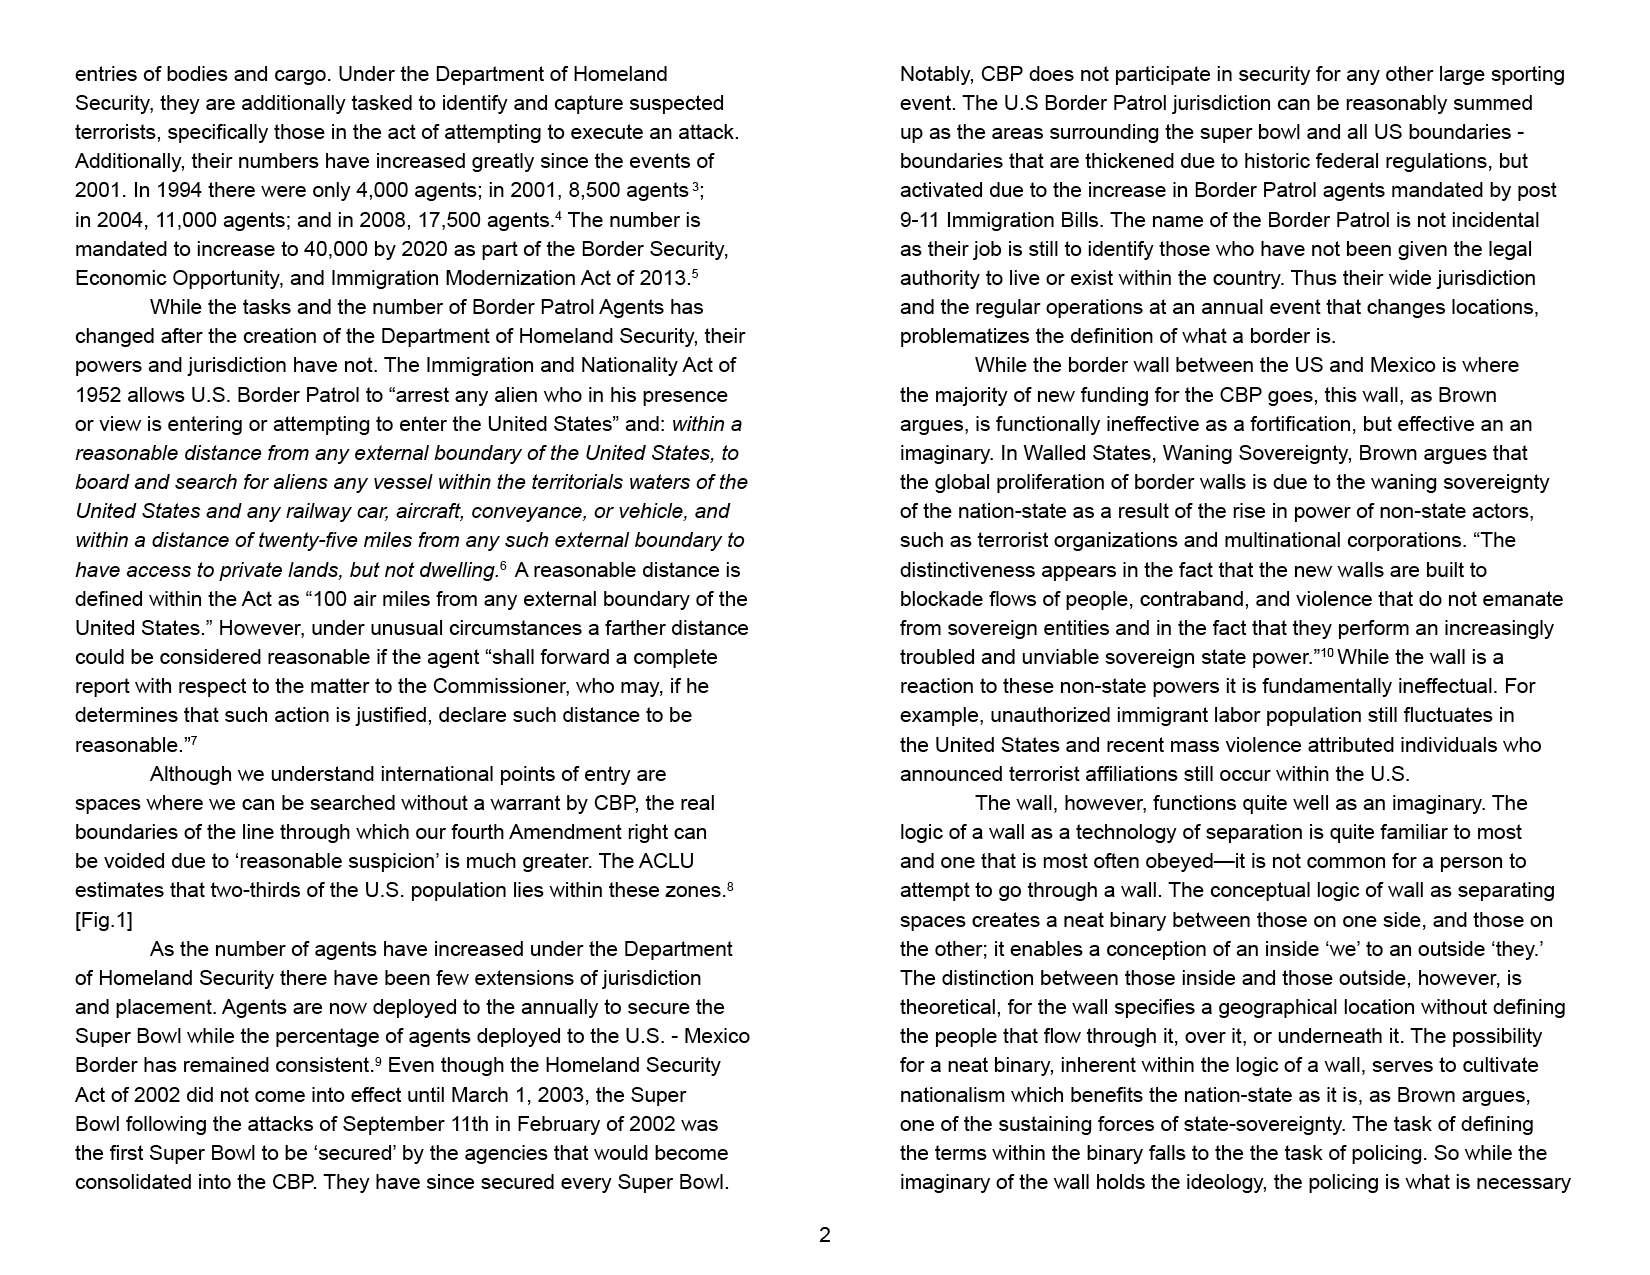 entries of bodies and cargo. Under the Department of Homeland
Security, they are additionally tasked to identify and capture suspected
terrorists, specifically those in the act of attempting to execute an attack.
Additionally, their numbers have increased greatly since the events of
2001. In 1994 there were only 4,000 agents; in 2001, 8,500 agents ³;
in 2004, 11,000 agents; and in 2008, 17,500 agents.⁴ The number is
mandated to increase to 40,000 by 2020 as part of the Border Security,
Economic Opportunity, and Immigration Modernization Act of 2013.⁵
While the tasks and the number of Border Patrol Agents has
changed after the creation of the Department of Homeland Security, their
powers and jurisdiction have not. The Immigration and Nationality Act of
1952 allows U.S. Border Patrol to “arrest any alien who in his presence
or view is entering or attempting to enter the United States” and: within a
reasonable distance from any external boundary of the United States, to
board and search for aliens any vessel within the territorials waters of the
United States and any railway car, aircraft, conveyance, or vehicle, and
within a distance of twenty-five miles from any such external boundary to
have access to private lands, but not dwelling.⁶ A reasonable distance is
defined within the Act as “100 air miles from any external boundary of the
United States.” However, under unusual circumstances a farther distance
could be considered reasonable if the agent “shall forward a complete
report with respect to the matter to the Commissioner, who may, if he
determines that such action is justified, declare such distance to be
reasonable.”⁷
Although we understand international points of entry are
spaces where we can be searched without a warrant by CBP, the real
boundaries of the line through which our fourth Amendment right can
be voided due to ‘reasonable suspicion’ is much greater. The ACLU
estimates that two-thirds of the U.S. population lies within these zones.⁸
[Fig.1]
As the number of agents have increased under the Department
of Homeland Security there have been few extensions of jurisdiction
and placement. Agents are now deployed to the annually to secure the
Super Bowl while the percentage of agents deployed to the U.S. - Mexico
Border has remained consistent.⁹ Even though the Homeland Security
Act of 2002 did not come into effect until March 1, 2003, the Super
Bowl following the attacks of September 11th in February of 2002 was
the first Super Bowl to be ‘secured’ by the agencies that would become
consolidated into the CBP. They have since secured every Super Bowl.
Notably, CBP does not participate in security for any other large sporting
event. The U.S Border Patrol jurisdiction can be reasonably summed
up as the areas surrounding the super bowl and all US boundaries -
boundaries that are thickened due to historic federal regulations, but
activated due to the increase in Border Patrol agents mandated by post
9-11 Immigration Bills. The name of the Border Patrol is not incidental
as their job is still to identify those who have not been given the legal
authority to live or exist within the country. Thus their wide jurisdiction
and the regular operations at an annual event that changes locations,
problematizes the definition of what a border is.
While the border wall between the US and Mexico is where
the majority of new funding for the CBP goes, this wall, as Brown
argues, is functionally ineffective as a fortification, but effective an an
imaginary. In Walled States, Waning Sovereignty, Brown argues that
the global proliferation of border walls is due to the waning sovereignty
of the nation-state as a result of the rise in power of non-state actors,
such as terrorist organizations and multinational corporations. “The
distinctiveness appears in the fact that the new walls are built to
blockade flows of people, contraband, and violence that do not emanate
from sovereign entities and in the fact that they perform an increasingly
troubled and unviable sovereign state power.”¹⁰ While the wall is a
reaction to these non-state powers it is fundamentally ineffectual. For
example, unauthorized immigrant labor population still fluctuates in
the United States and recent mass violence attributed individuals who
announced terrorist affiliations still occur within the U.S.
The wall, however, functions quite well as an imaginary. The
logic of a wall as a technology of separation is quite familiar to most
and one that is most often obeyed—it is not common for a person to
attempt to go through a wall. The conceptual logic of wall as separating
spaces creates a neat binary between those on one side, and those on
the other; it enables a conception of an inside ‘we’ to an outside ‘they.’
The distinction between those inside and those outside, however, is
theoretical, for the wall specifies a geographical location without defining
the people that flow through it, over it, or underneath it. The possibility
for a neat binary, inherent within the logic of a wall, serves to cultivate
nationalism which benefits the nation-state as it is, as Brown argues,
one of the sustaining forces of state-sovereignty. The task of defining
the terms within the binary falls to the the task of policing. So while the
imaginary of the wall holds the ideology, the policing is what is necessary
2